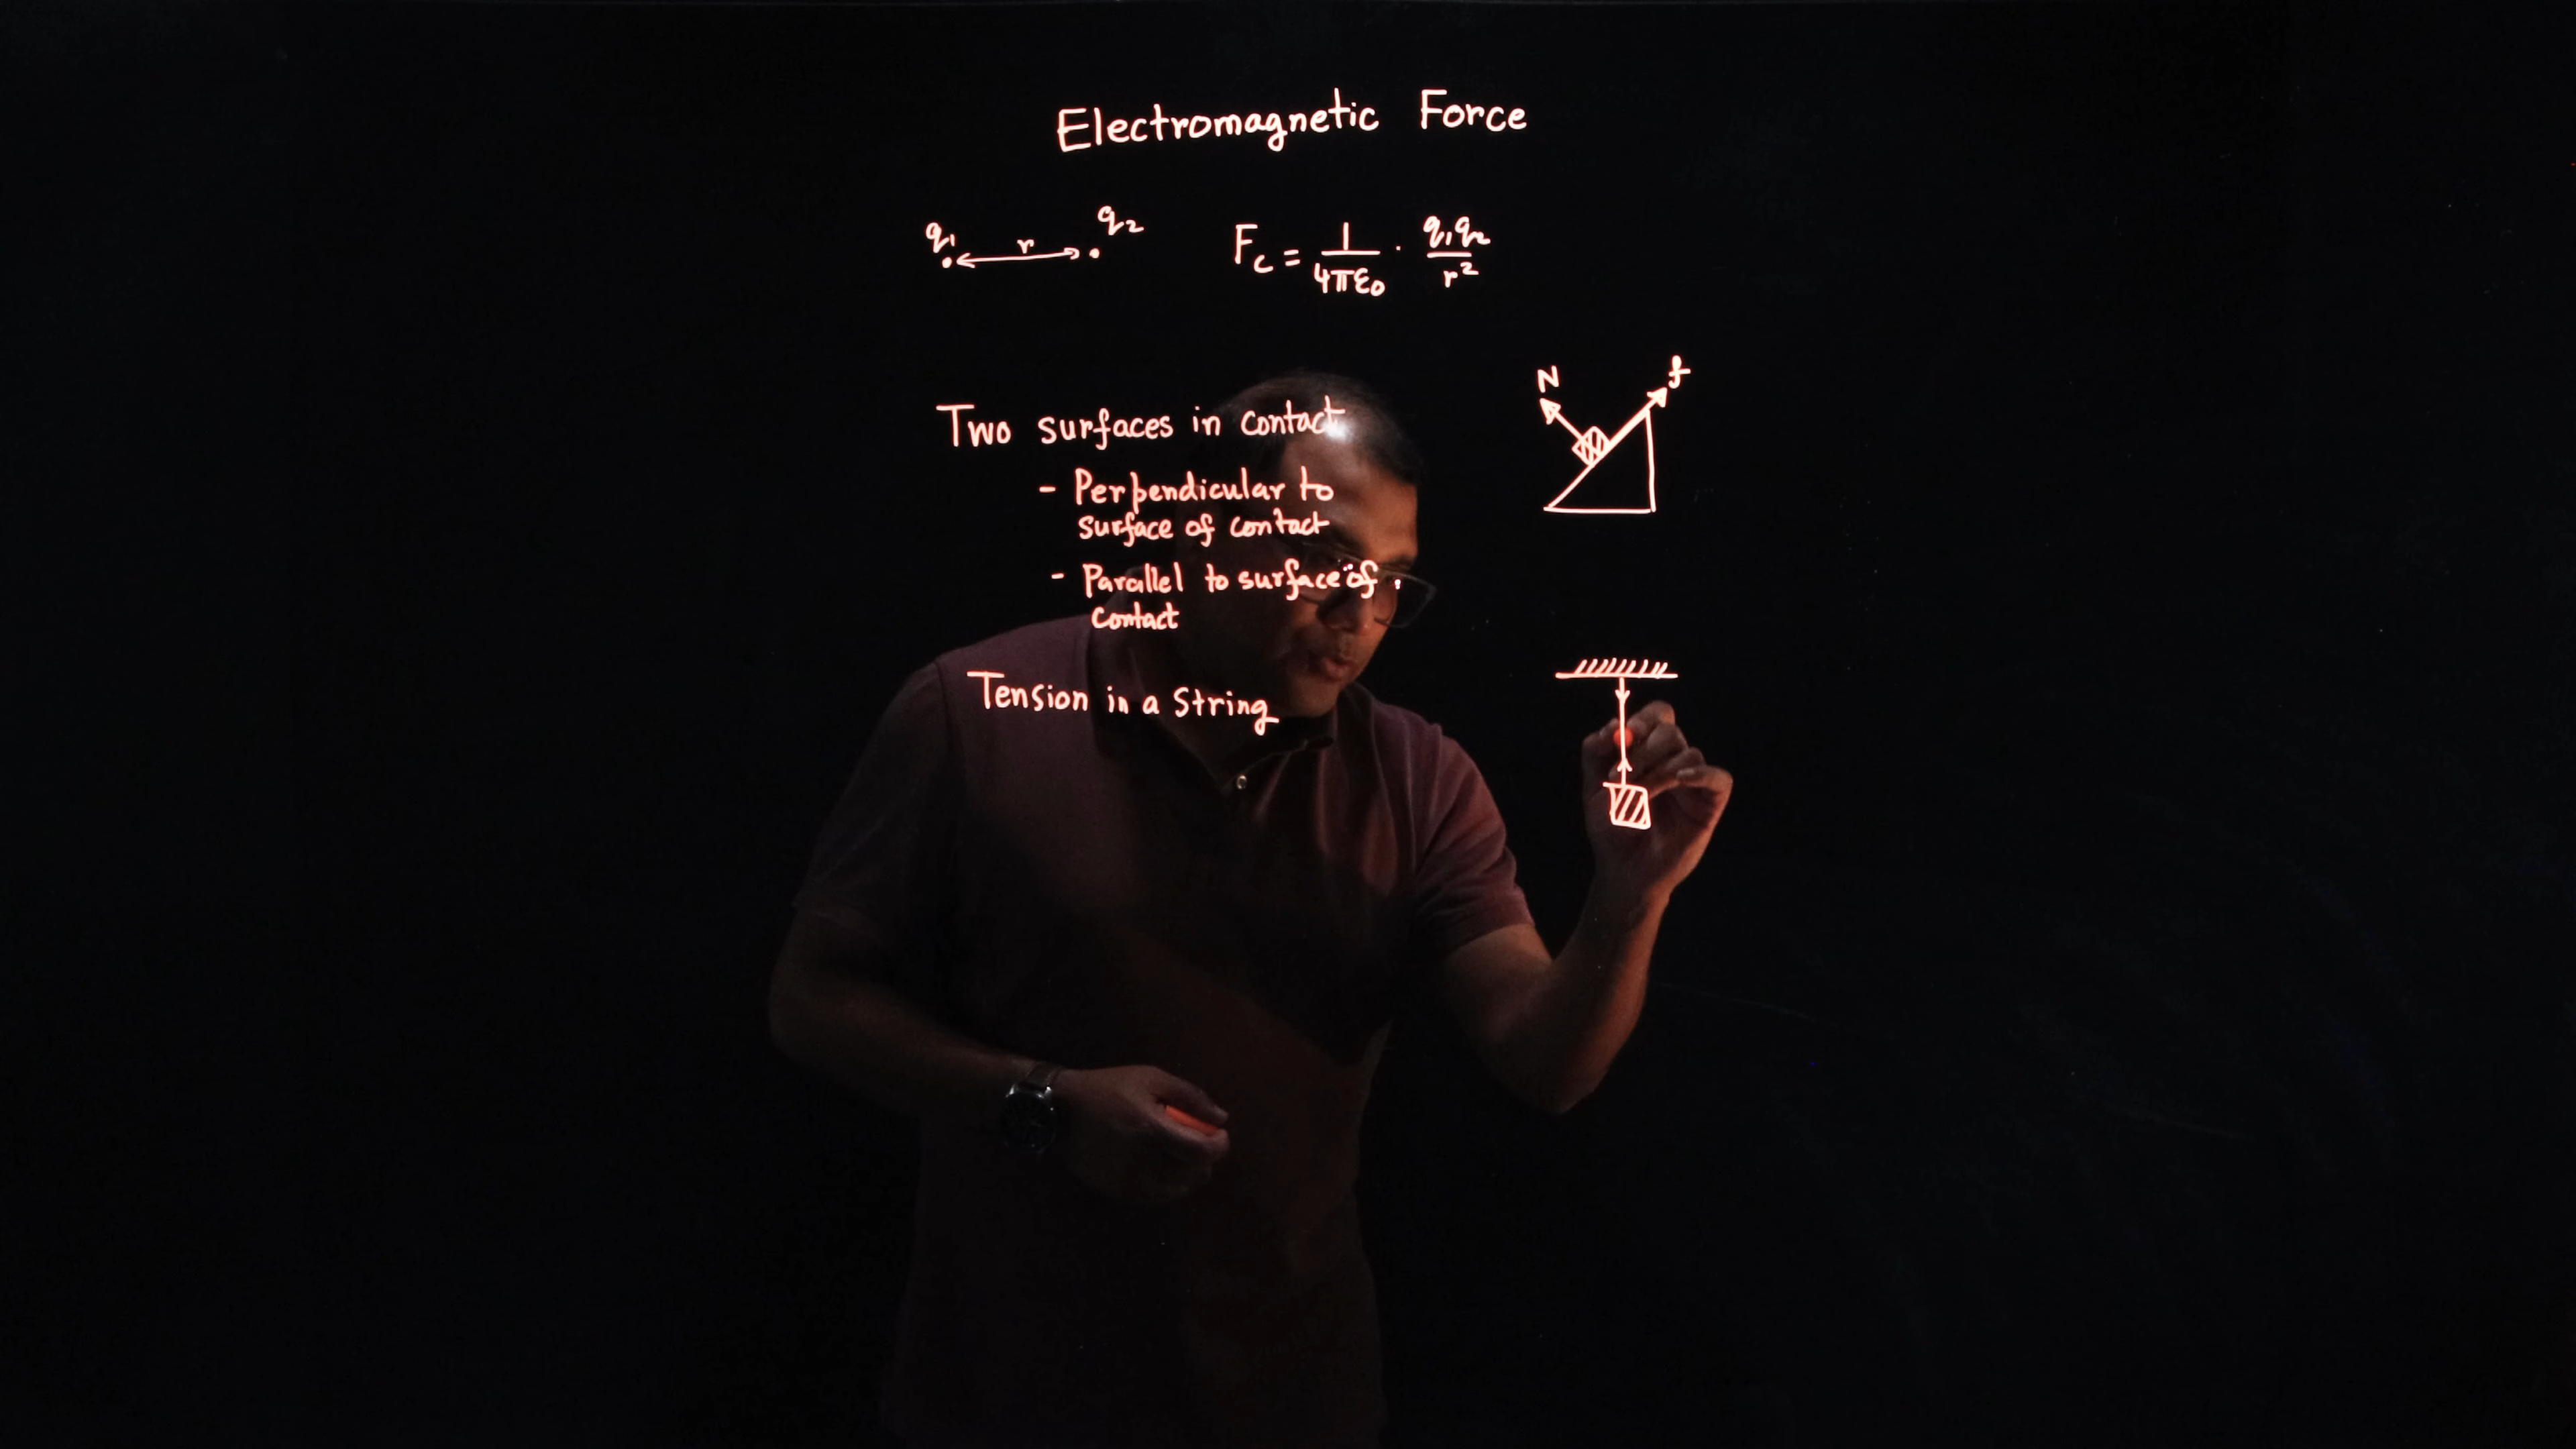 Electromagnetic Force
q₁ r q₂ F_c = 1/4πε₀ · q₁q₂/r²
N f
Two surfaces in contact
- Perpendicular to
surface of contact
- Parallel to surface of
contact
Tension in a string